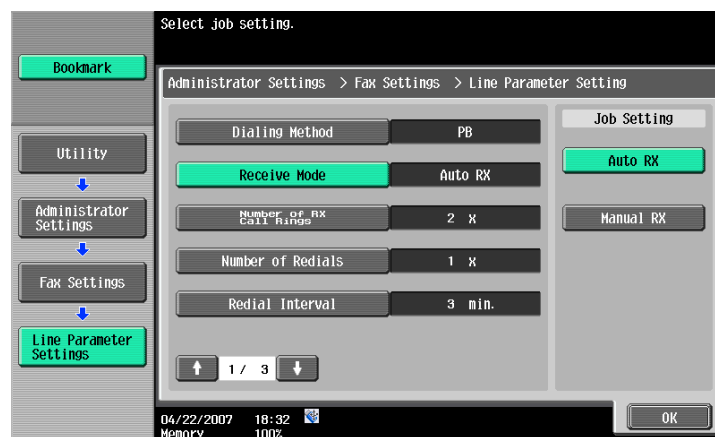 Select job setting.
Bookmark
Administrator Settings > Fax Settings > Line Parameter Setting
Utility
Administrator
Settings
Fax Settings
Line Parameter
Settings
Dialing Method PB
Receive Mode Auto RX
Number of RX
Call Rings 2 X
Number of Redials 1 X
Redial Interval 3 min.
1/ 3
Job Setting
Auto RX
Manual RX
04/22/2007 18:32
Memory 100%
OK